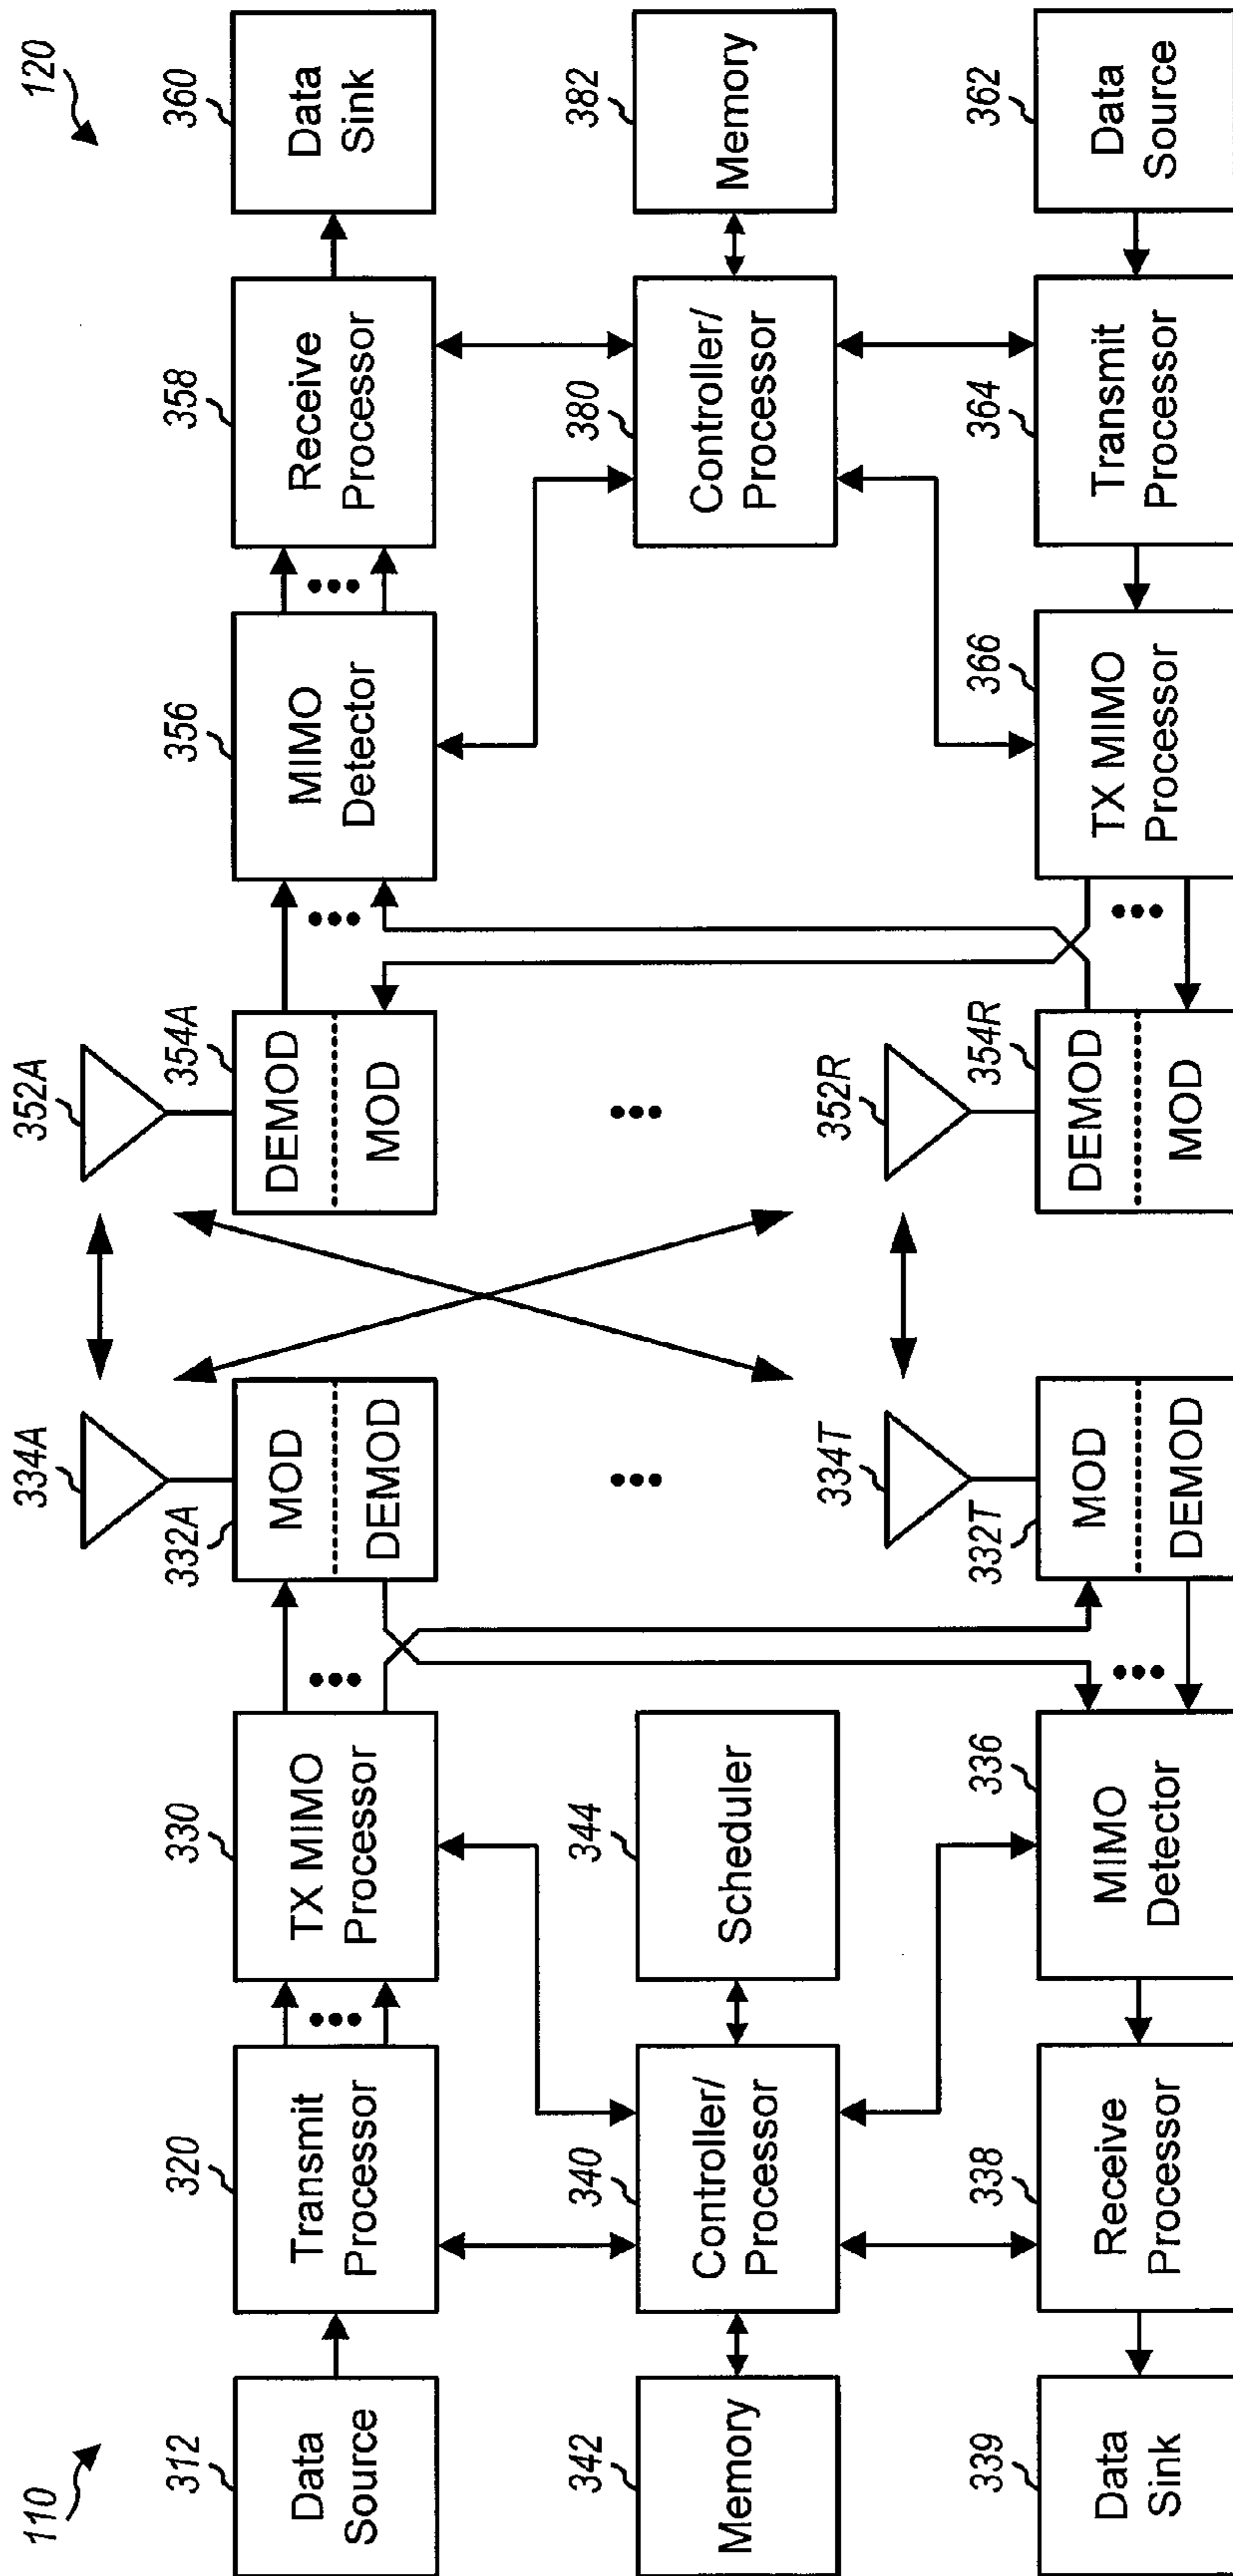 110
120
312
Data
Source
320
Transmit
Processor
330
TX MIMO
Processor
332A
MOD
DEMOD
334A
352A
354A
DEMOD
MOD
356
MIMO
Detector
358
Receive
Processor
360
Data
Sink
342
Memory
340
Controller/
Processor
344
Scheduler
380
Controller/
Processor
382
Memory
339
Data
Sink
338
Receive
Processor
336
MIMO
Detector
332T
MOD
DEMOD
334T
352R
354R
DEMOD
MOD
366
TX MIMO
Processor
364
Transmit
Processor
362
Data
Source